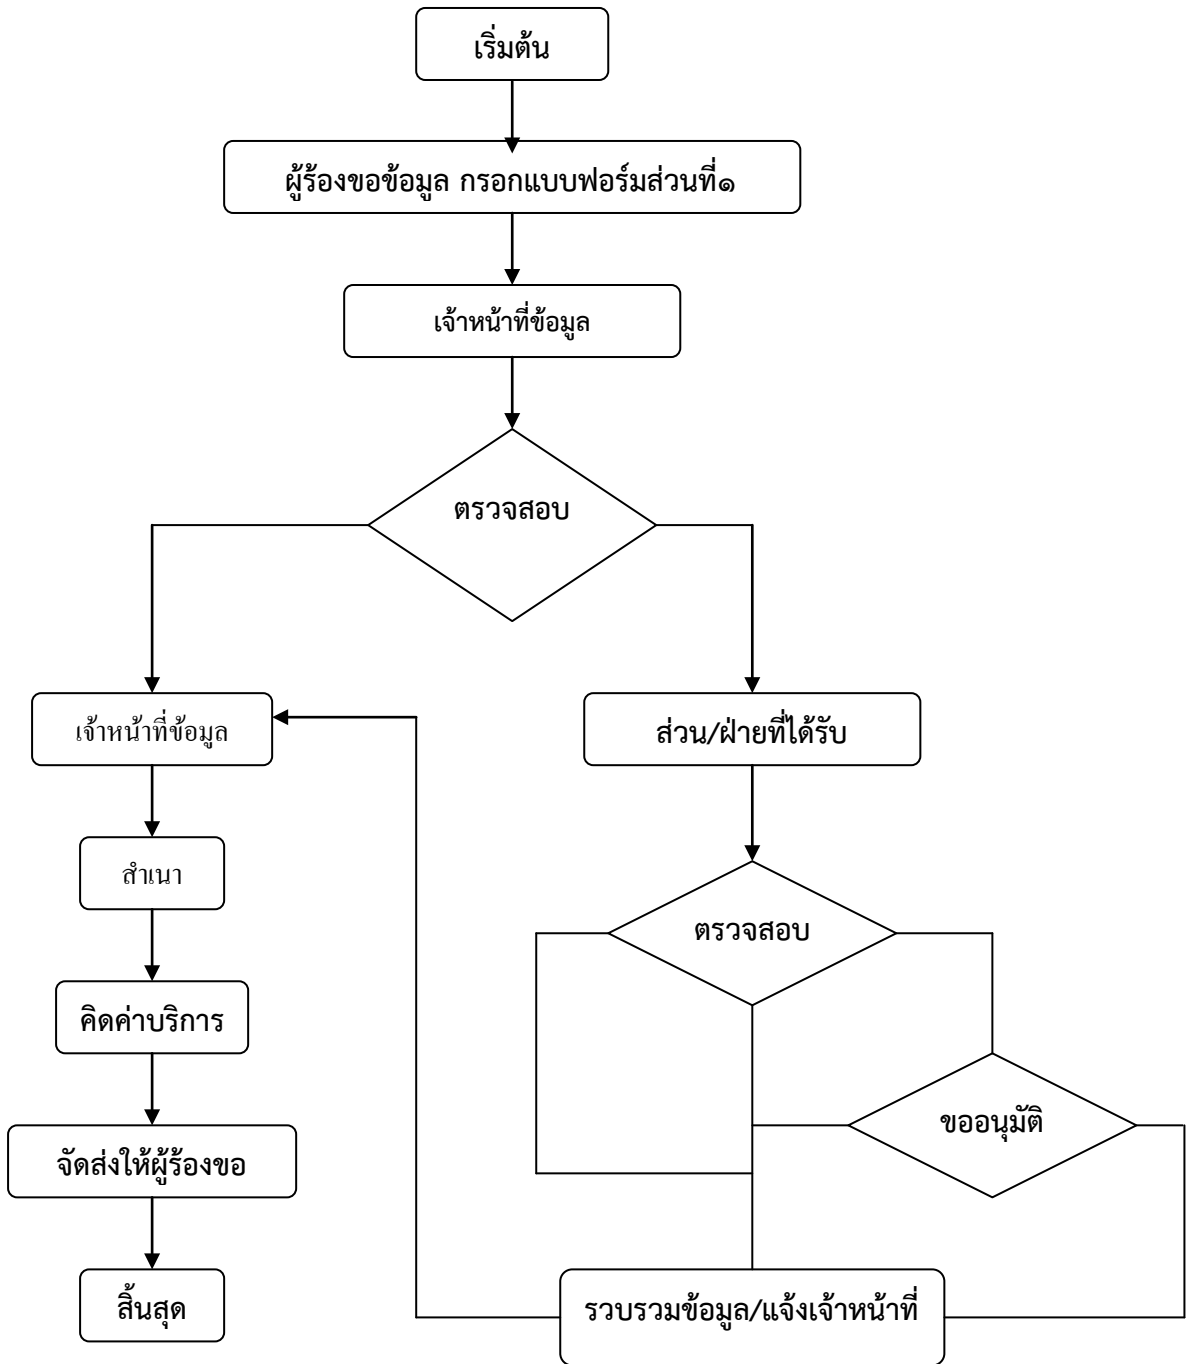 เริ่มต้น
ผู้ร้องขอข้อมูล กรอกแบบฟอร์มส่วนที่๑
เจ้าหน้าที่ข้อมูล
ตรวจสอบ
เจ้าหน้าที่ข้อมูล
ส่วน/ฝ่ายที่ได้รับ
สำเนา
ตรวจสอบ
คิดค่าบริการ
ขออนุมัติ
จัดส่งให้ผู้ร้องขอ
สิ้นสุด
รวบรวมข้อมูล/แจ้งเจ้าหน้าที่